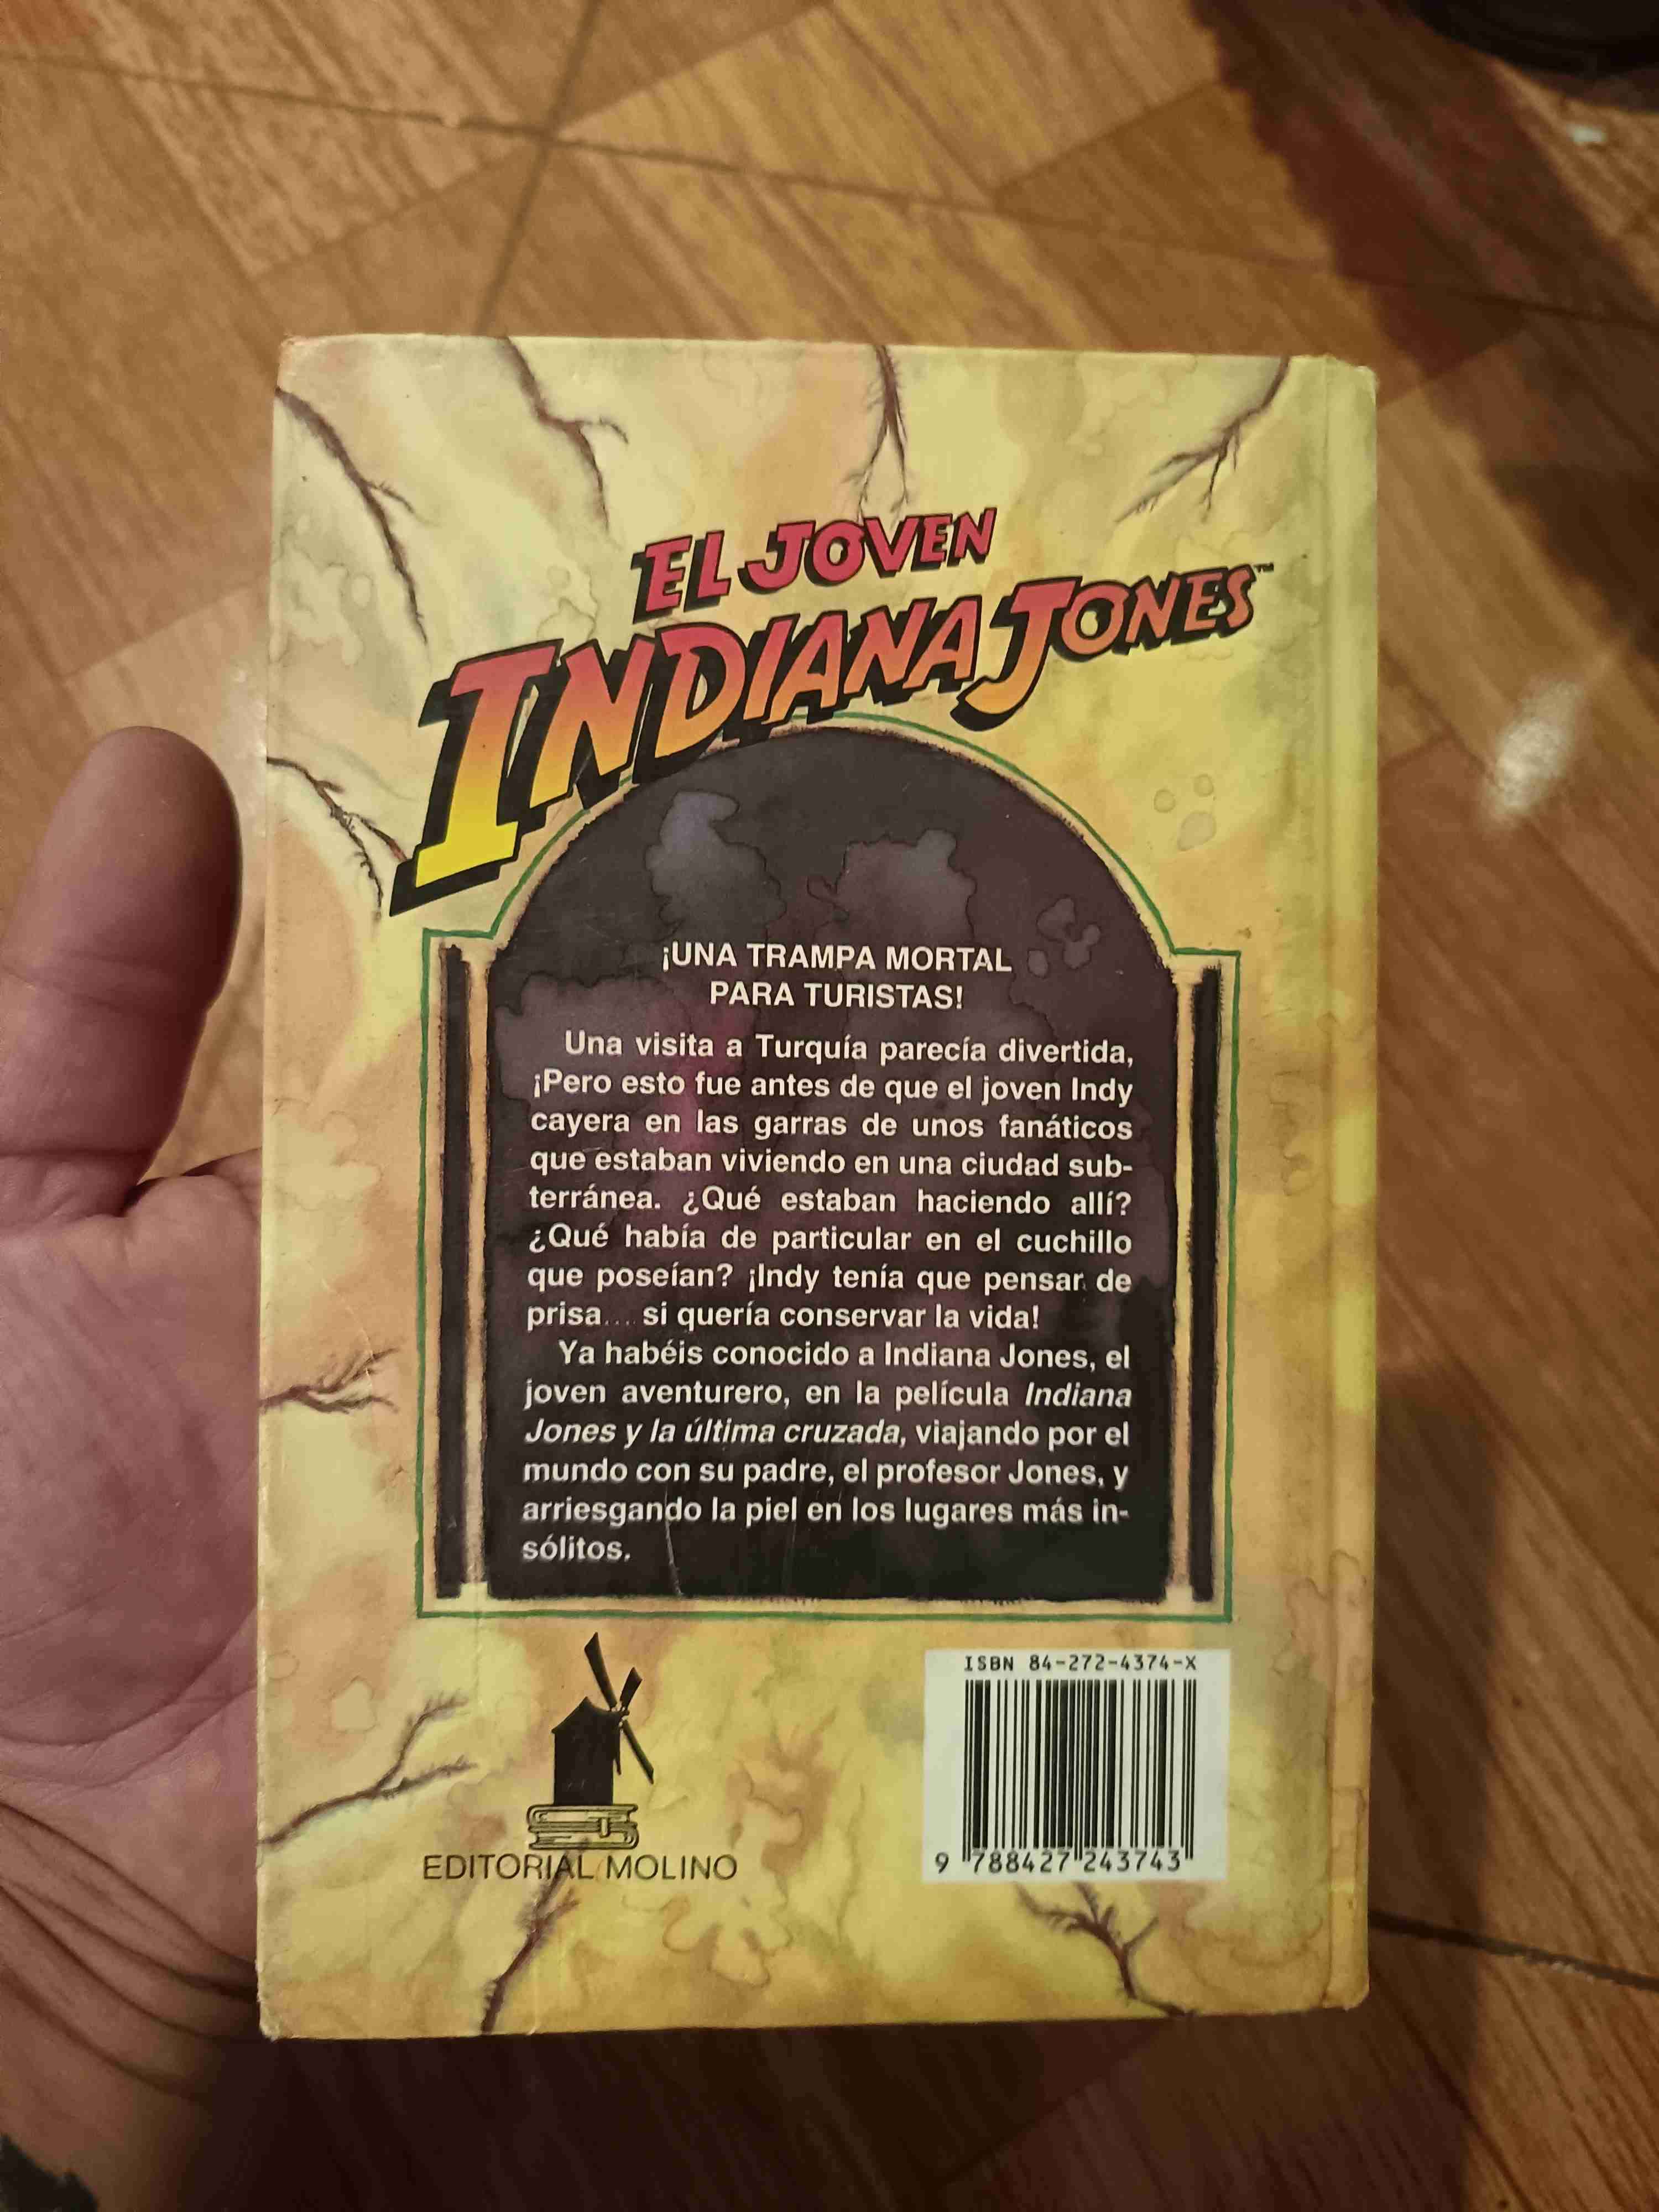 EL JOVEN
INDIANA JONES™
¡UNA TRAMPA MORTAL
PARA TURISTAS!
Una visita a Turquía parecía divertida,
¡Pero esto fue antes de que el joven Indy
cayera en las garras de unos fanáticos
que estaban viviendo en una ciudad sub-
terránea. ¿Qué estaban haciendo allí?
¿Qué había de particular en el cuchillo
que poseían? ¡Indy tenía que pensar de
prisa... si quería conservar la vida!
Ya habéis conocido a Indiana Jones, el
joven aventurero, en la película Indiana
Jones y la última cruzada, viajando por el
mundo con su padre, el profesor Jones, y
arriesgando la piel en los lugares más in-
sólitos.
EDITORIAL MOLINO
ISBN 84-272-4374-X
9 788427 243743